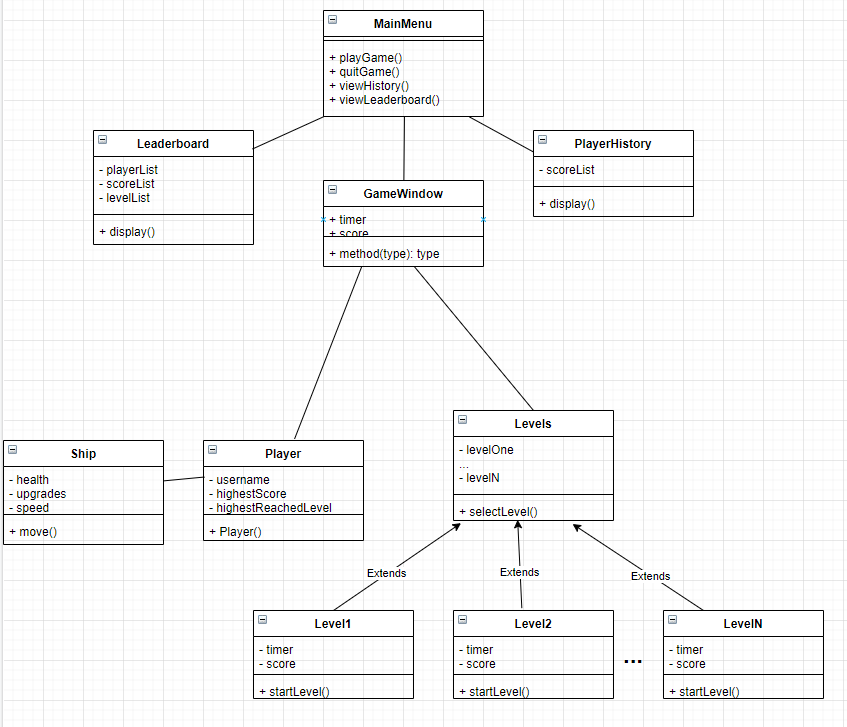 MainMenu
+ playGame()
+ quitGame()
+ viewHistory()
+ viewLeaderboard()
Leaderboard
- playerList
- scoreList
- levelList
+ display()
PlayerHistory
- scoreList
+ display()
GameWindow
+ timer
+ score
+ method(type): type
Ship
- health
- upgrades
- speed
+ move()
Player
- username
- highestScore
- highestReachedLevel
+ Player()
Levels
- levelOne
...
- levelN
+ selectLevel()
Extends
Extends
Extends
Level1
- timer
- score
+ startLevel()
Level2
- timer
- score
+ startLevel()
...
LevelN
- timer
- score
+ startLevel()